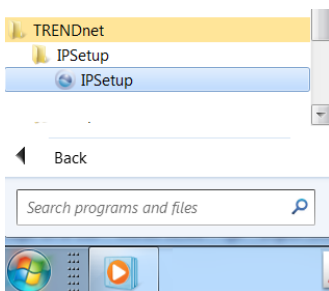 TRENDnet
IPSetup
IPSetup
Back
Search programs and files